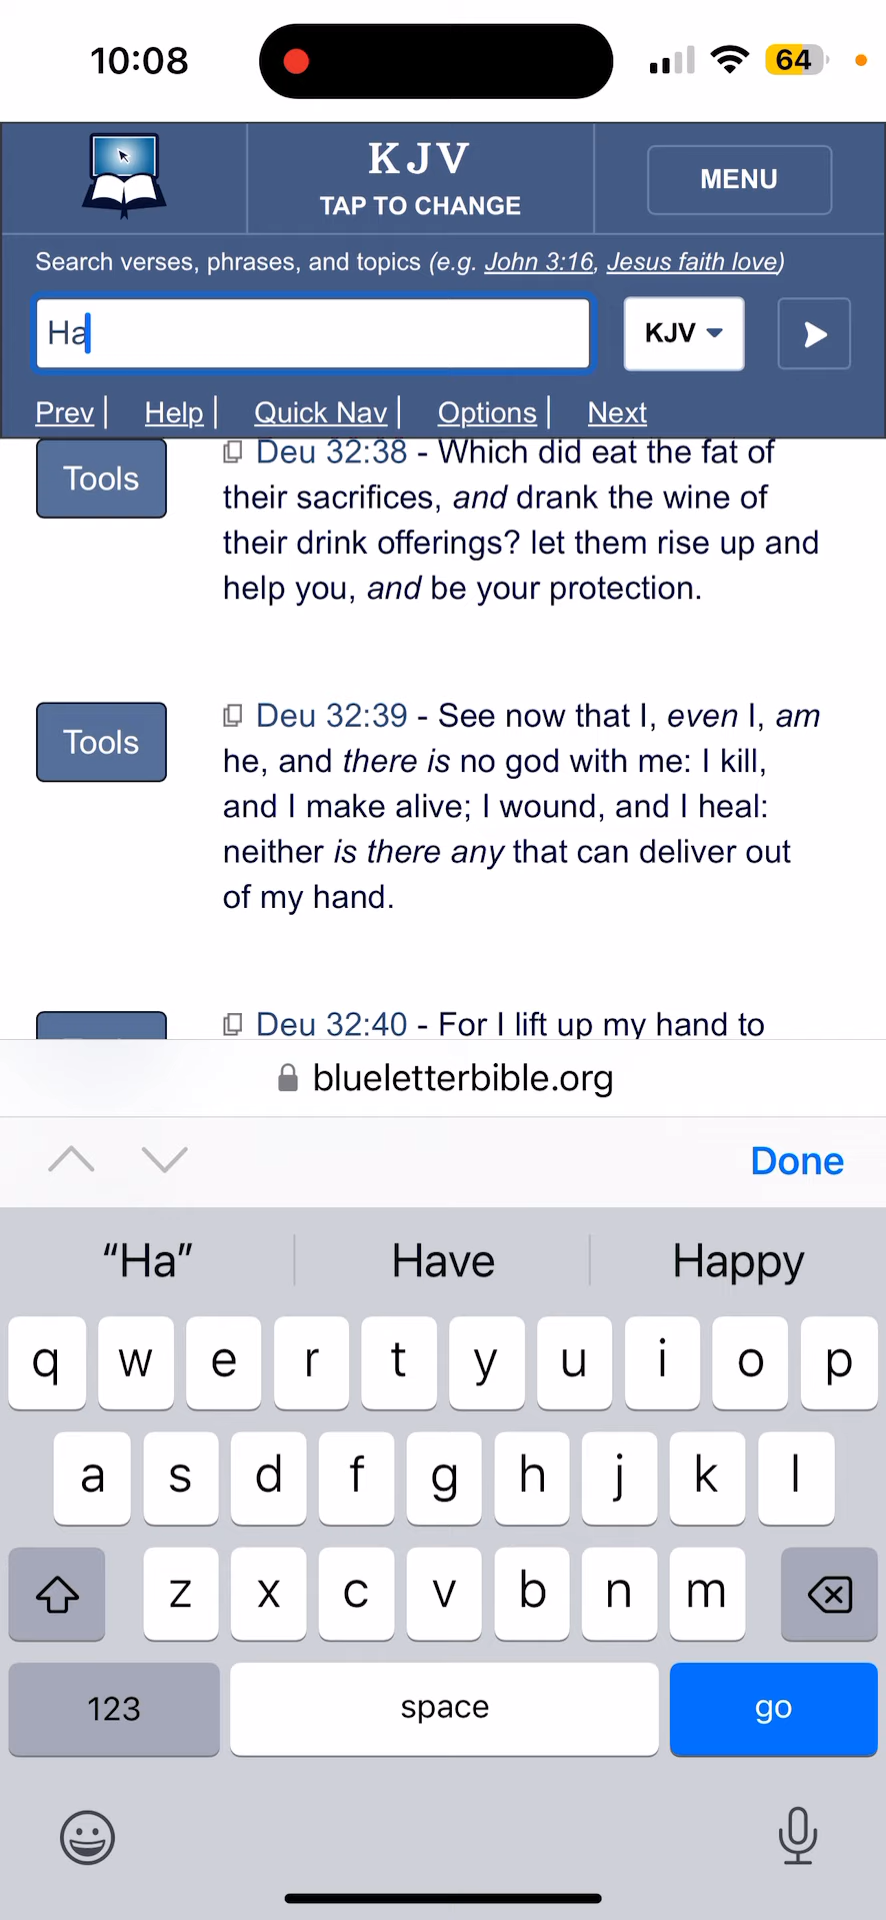 10:08
64
KJV
TAP TO CHANGE
MENU
Search verses, phrases, and topics (e.g. John 3:16, Jesus faith love)
Ha
KJV
Prev | Help | Quick Nav | Options | Next
Tools
Deu 32:38 - Which did eat the fat of
their sacrifices, and drank the wine of
their drink offerings? let them rise up and
help you, and be your protection.
Tools
Deu 32:39 - See now that I, even I, am
he, and there is no god with me: I kill,
and I make alive; I wound, and I heal:
neither is there any that can deliver out
of my hand.
Deu 32:40 - For I lift up my hand to
blueletterbible.org
Done
“Ha” Have Happy
q w e r t y u i o p
a s d f g h j k l
z x c v b n m
123 space go